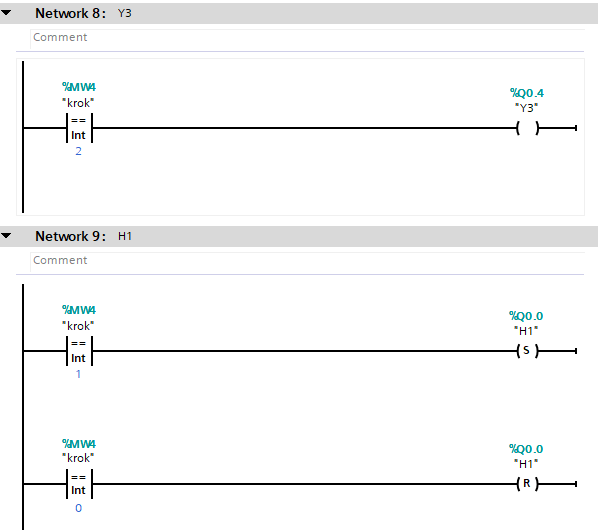 Network 8: Y3
Comment
%MW4
"krok"
==
Int
2
%Q0.4
"Y3"
Network 9: H1
Comment
%MW4
"krok"
==
Int
1
%Q0.0
"H1"
S
%MW4
"krok"
==
Int
0
%Q0.0
"H1"
R